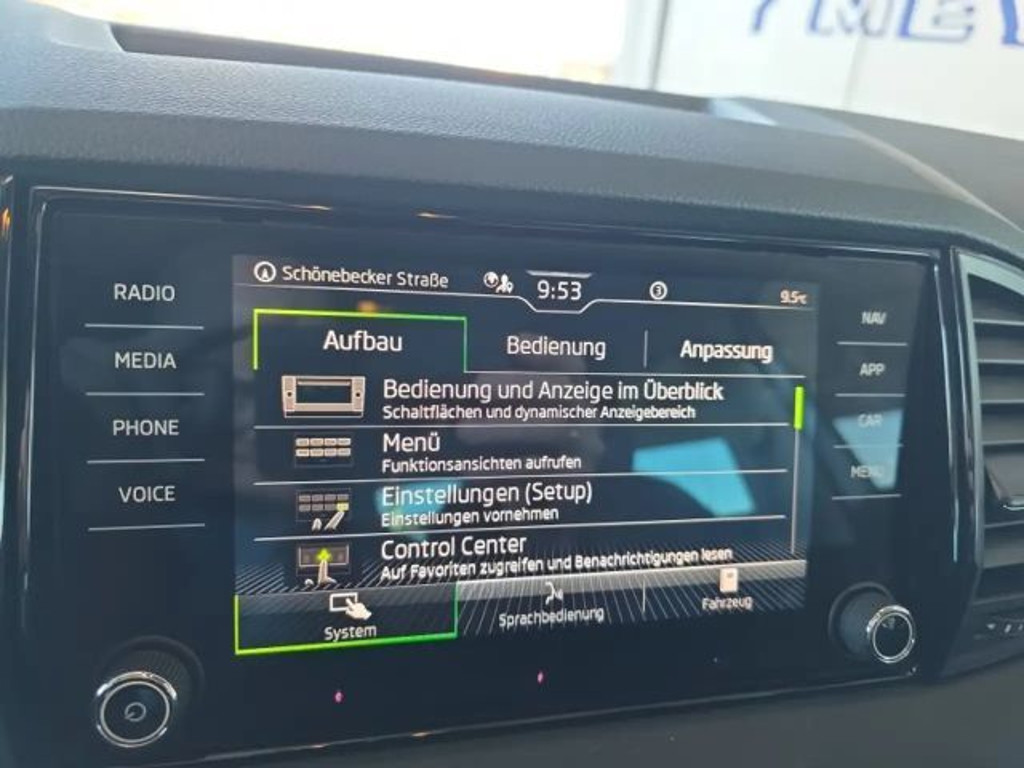 MEY
RADIO
MEDIA
PHONE
VOICE
Schönebecker Straße
9:53
3
9.5°C
Aufbau
Bedienung
Anpassung
Bedienung und Anzeige im Überblick
Schaltflächen und dynamischer Anzeigebereich
Menü
Funktionsansichten aufrufen
Einstellungen (Setup)
Einstellungen vornehmen
Control Center
Auf Favoriten zugreifen und Benachrichtigungen lesen
System
Sprachbedienung
Fahrzeug
NAV
APP
CAR
MENU